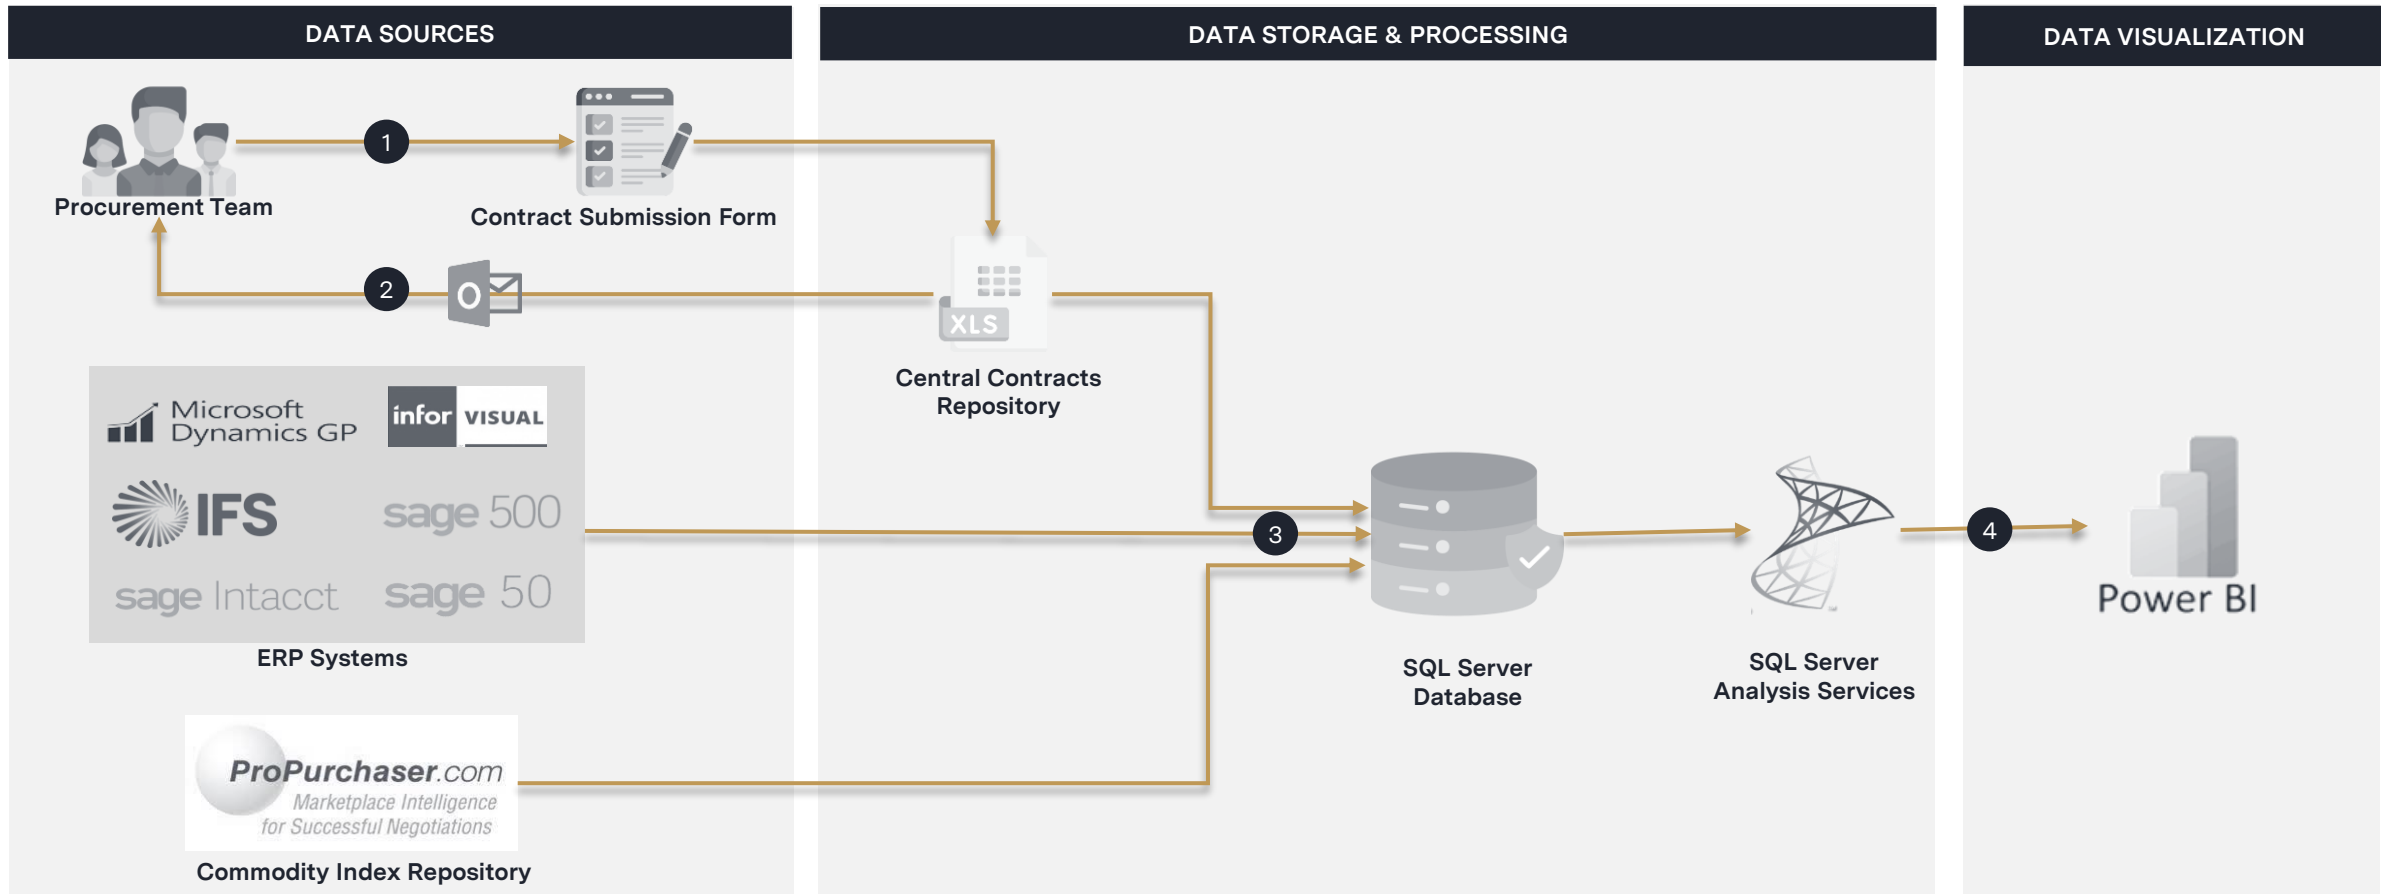 DATA SOURCES
DATA STORAGE & PROCESSING
DATA VISUALIZATION
1
Procurement Team
Contract Submission Form
2
O
XLS
Central Contracts
Repository
Microsoft
Dynamics GP
infor VISUAL
IFS
sage 500
sage Intacct
sage 50
ERP Systems
3
SQL Server
Database
SQL Server
Analysis Services
4
Power BI
ProPurchaser.com
Marketplace Intelligence
for Successful Negotiations
Commodity Index Repository